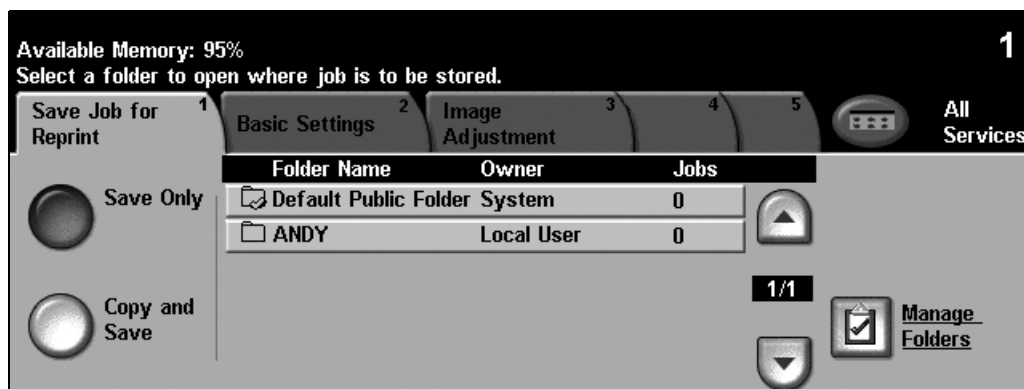 1
Available Memory: 95%
Select a folder to open where job is to be stored.
Save Job for Reprint 1
Basic Settings 2
Image Adjustment 3
4
5
All Services
Folder Name Owner Jobs
Default Public Folder System 0
ANDY Local User 0
Save Only
Copy and Save
1/1
Manage Folders